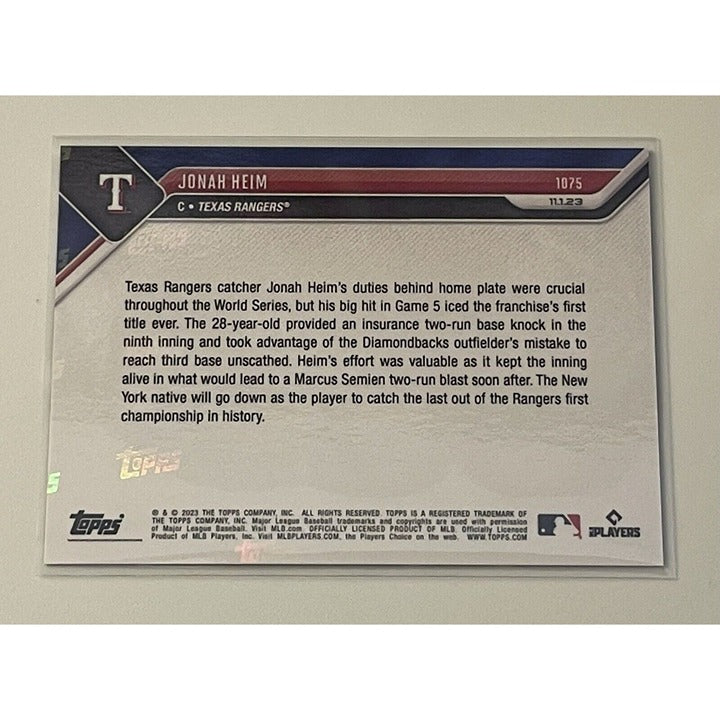 T
JONAH HEIM
1075
C • TEXAS RANGERS®
11.1.23
Texas Rangers catcher Jonah Heim's duties behind home plate were crucial
throughout the World Series, but his big hit in Game 5 iced the franchise's first
title ever. The 28-year-old provided an insurance two-run base knock in the
ninth inning and took advantage of the Diamondbacks outfielder's mistake to
reach third base unscathed. Heim's effort was valuable as it kept the inning
alive in what would lead to a Marcus Semien two-run blast soon after. The New
York native will go down as the player to catch the last out of the Rangers first
championship in history.
topps
topps
® & © 2023 THE TOPPS COMPANY, INC. ALL RIGHTS RESERVED. TOPPS IS A REGISTERED TRADEMARK OF
THE TOPPS COMPANY, INC. Major League Baseball trademarks and copyrights are used with permission
of Major League Baseball. Visit MLB.com. OFFICIALLY LICENSED PRODUCT OF MLB. Officially Licensed
Product of MLB Players, Inc. Visit MLBPLAYERS.COM, the Players Choice on the web. WWW.TOPPS.COM
PLAYERS